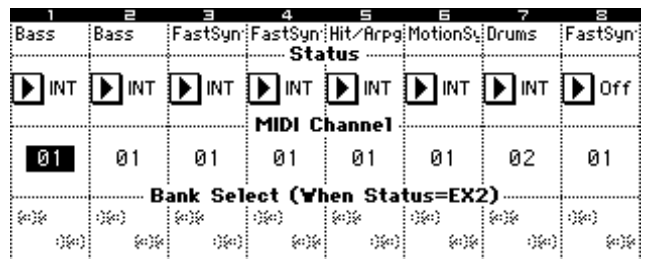 1 2 3 4 5 6 7 8
Bass Bass FastSyn FastSyn Hit/Arpg MotionSy Drums FastSyn
Status
INT INT INT INT INT INT INT Off
MIDI Channel
01 01 01 01 01 01 02 01
Bank Select (When Status=EX2)